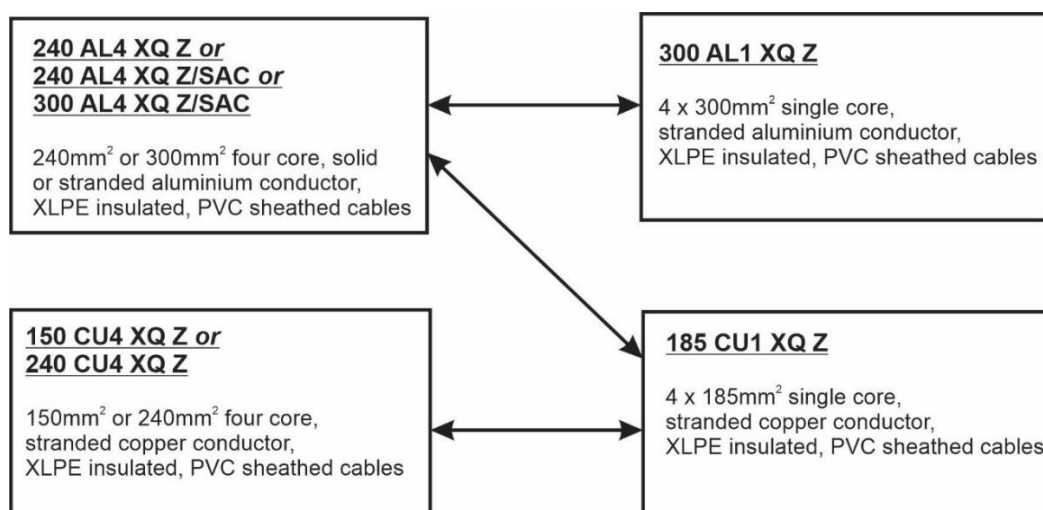 240 AL4 XQ Z or
240 AL4 XQ Z/SAC or
300 AL4 XQ Z/SAC
240mm² or 300mm² four core, solid
or stranded aluminium conductor,
XLPE insulated, PVC sheathed cables
300 AL1 XQ Z
4 x 300mm² single core,
stranded aluminium conductor,
XLPE insulated, PVC sheathed cables
150 CU4 XQ Z or
240 CU4 XQ Z
150mm² or 240mm² four core,
stranded copper conductor,
XLPE insulated, PVC sheathed cables
185 CU1 XQ Z
4 x 185mm² single core,
stranded copper conductor,
XLPE insulated, PVC sheathed cables